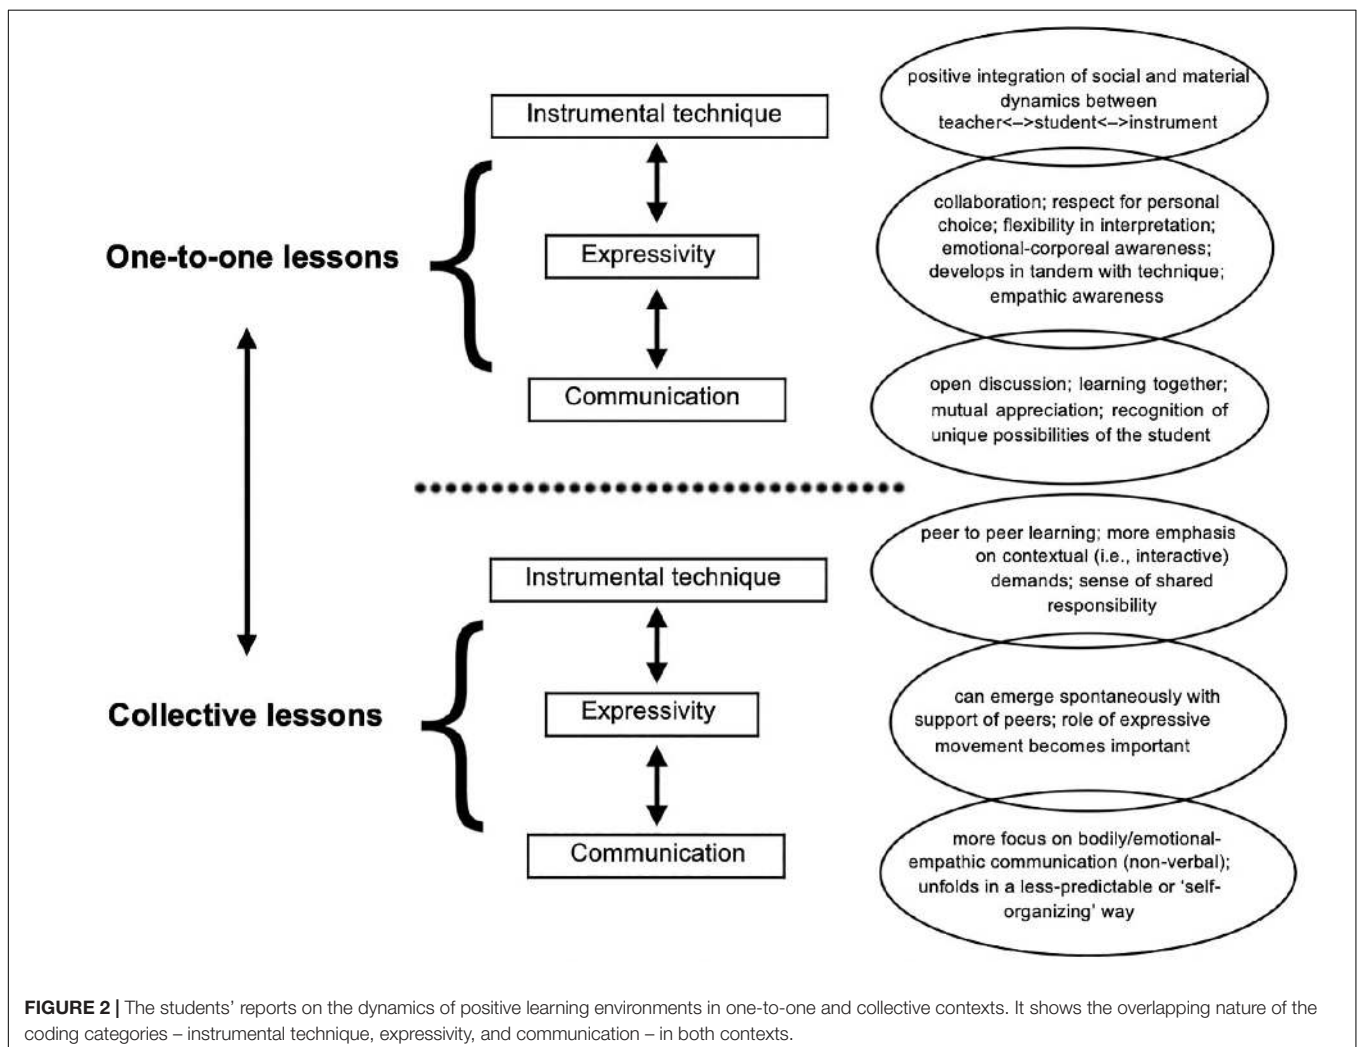 Instrumental technique
positive integration of social and material
dynamics between
teacher<–>student<–>instrument
One-to-one lessons
Expressivity
collaboration; respect for personal
choice; flexibility in interpretation;
emotional-corporeal awareness;
develops in tandem with technique;
empathic awareness
Communication
open discussion; learning together;
mutual appreciation; recognition of
unique possibilities of the student
Instrumental technique
peer to peer learning; more emphasis
on contextual (i.e., interactive)
demands; sense of shared
responsibility
Collective lessons
Expressivity
can emerge spontaneously with
support of peers; role of expressive
movement becomes important
Communication
more focus on bodily/emotional-
empathic communication (non-verbal);
unfolds in a less-predictable or 'self-
organizing' way
FIGURE 2 | The students' reports on the dynamics of positive learning environments in one-to-one and collective contexts. It shows the overlapping nature of the
coding categories – instrumental technique, expressivity, and communication – in both contexts.